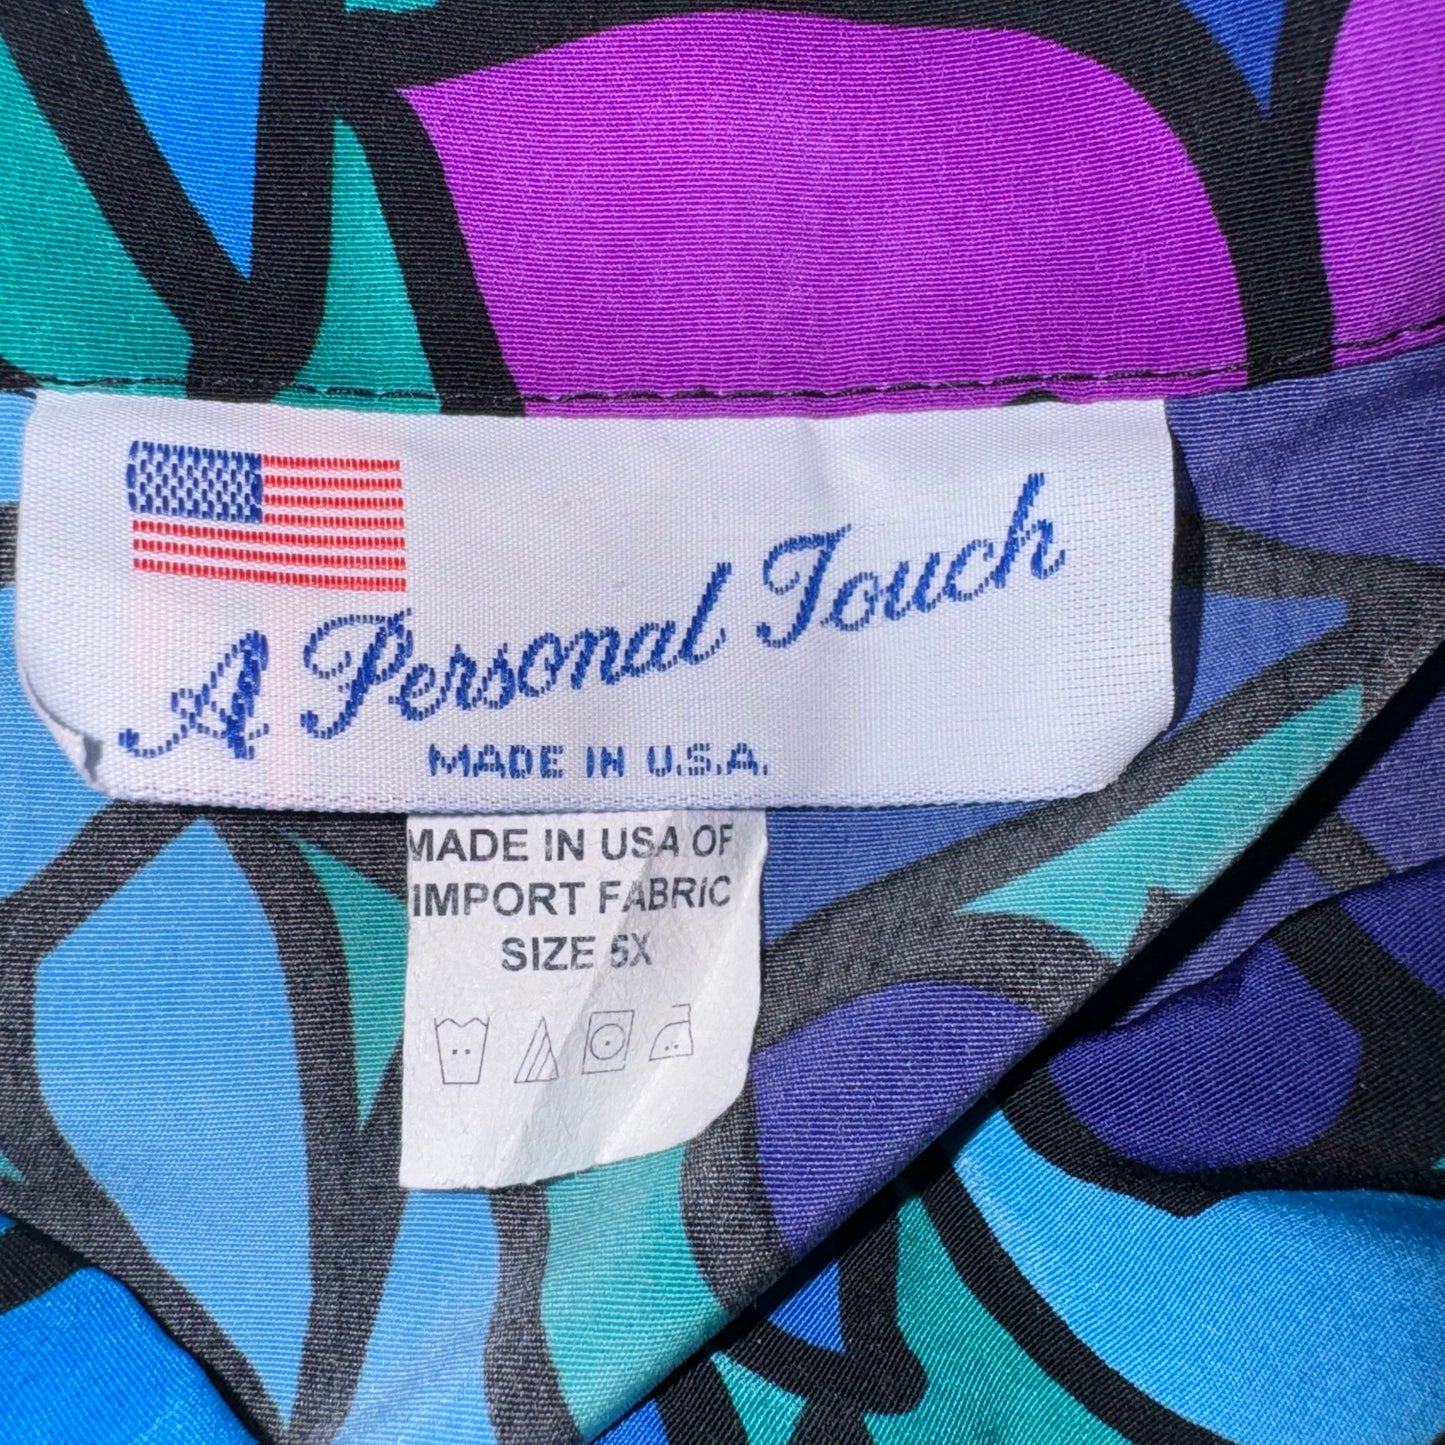 A Personal Touch
MADE IN U.S.A.
MADE IN USA OF
IMPORT FABRIC
SIZE 5X